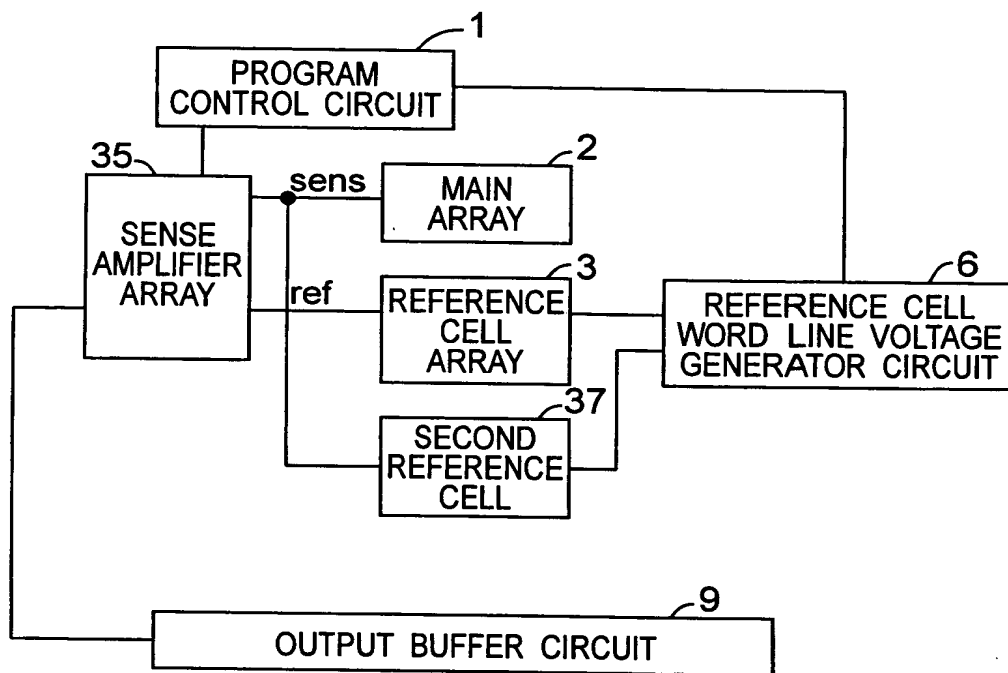 1
PROGRAM
CONTROL CIRCUIT
35
SENSE
AMPLIFIER
ARRAY
sens
2
MAIN
ARRAY
ref
3
REFERENCE
CELL
ARRAY
6
REFERENCE CELL
WORD LINE VOLTAGE
GENERATOR CIRCUIT
37
SECOND
REFERENCE
CELL
9
OUTPUT BUFFER CIRCUIT